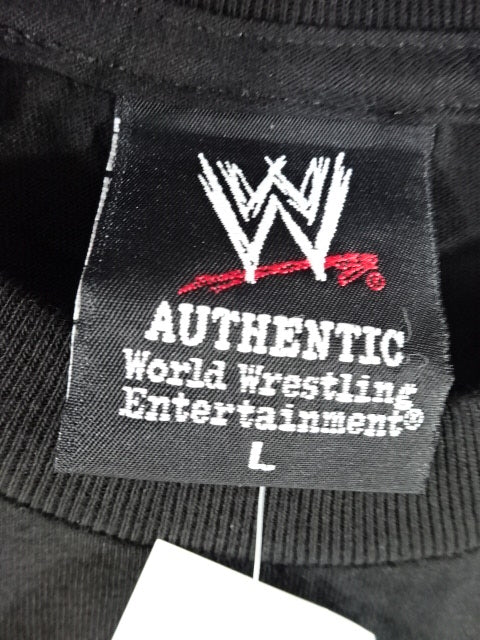 W®
AUTHENTIC
World Wrestling
Entertainment®
L